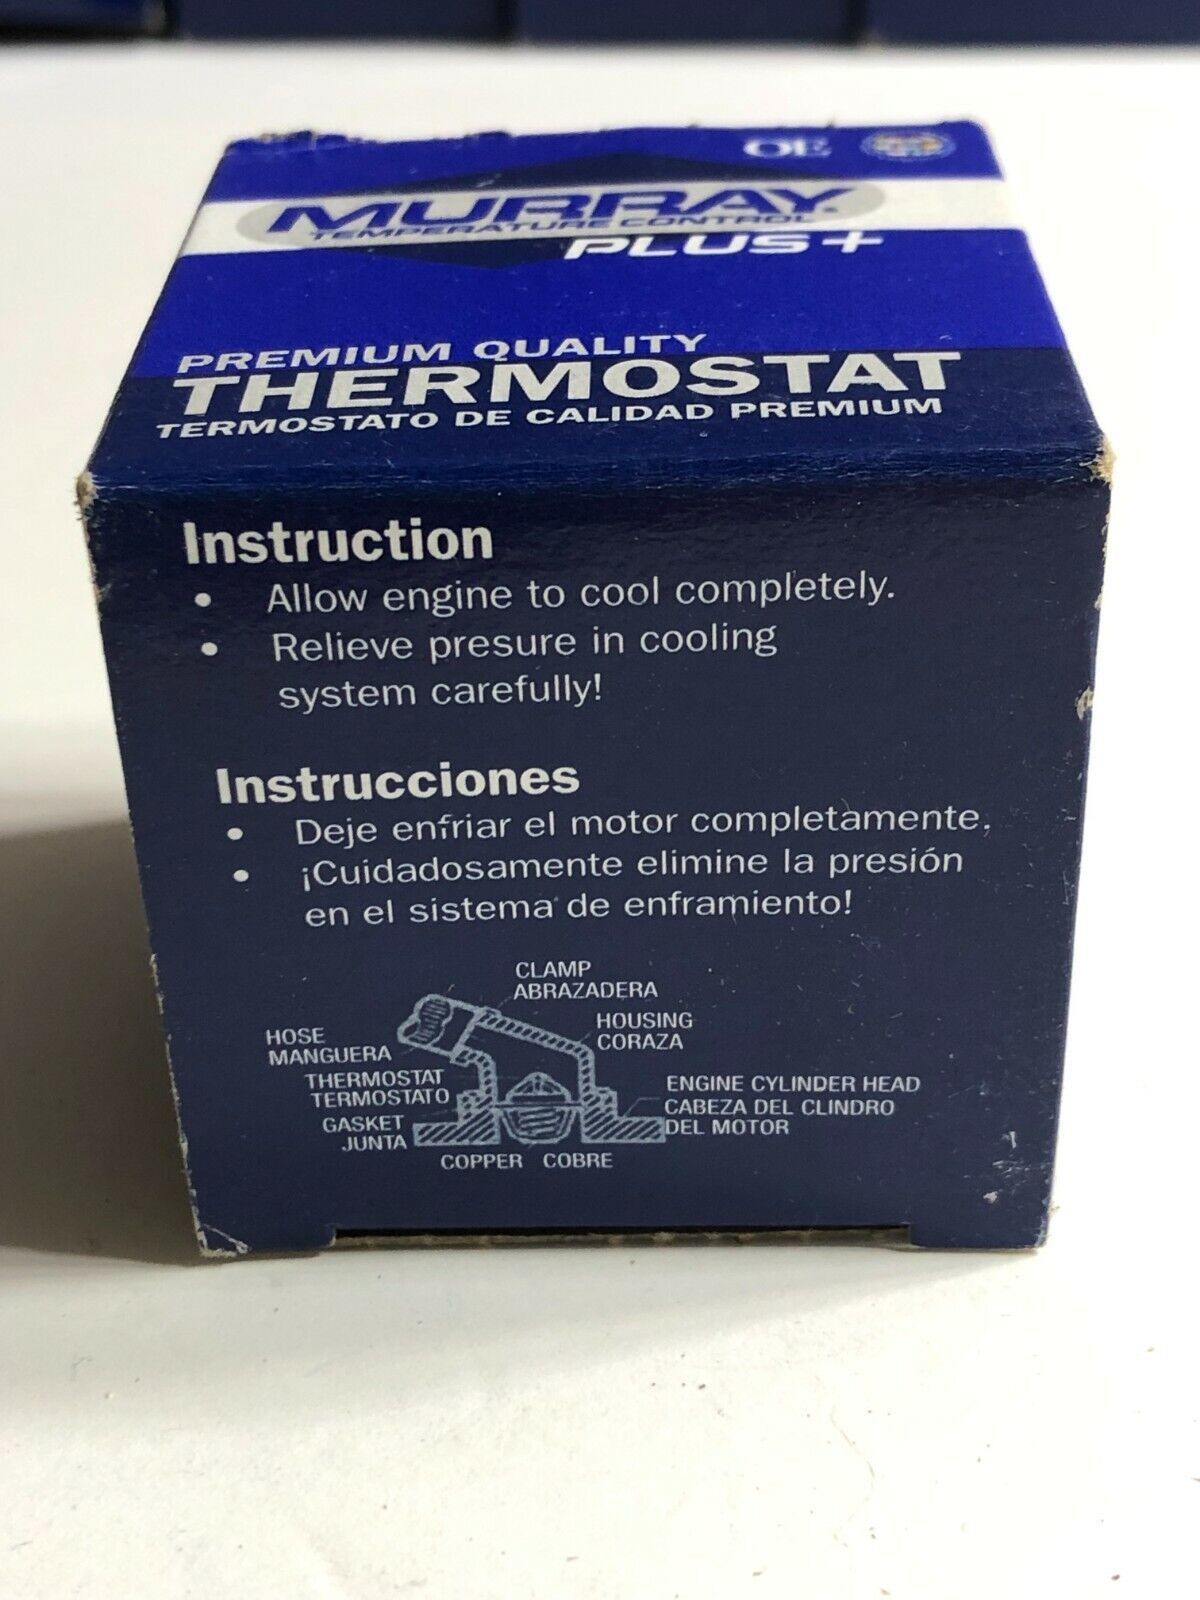 OE
MURRAY®
TEMPERATURE CONTROL
PLUS+
PREMIUM QUALITY
THERMOSTAT
TERMOSTATO DE CALIDAD PREMIUM
Instruction
• Allow engine to cool completely.
• Relieve presure in cooling
system carefully!
Instrucciones
• Deje enfriar el motor completamente.
• ¡Cuidadosamente elimine la presión
en el sistema de enframiento!
CLAMP
ABRAZADERA
HOUSING
CORAZA
HOSE
MANGUERA
THERMOSTAT
TERMOSTATO
ENGINE CYLINDER HEAD
CABEZA DEL CLINDRO
DEL MOTOR
GASKET
JUNTA
COPPER COBRE